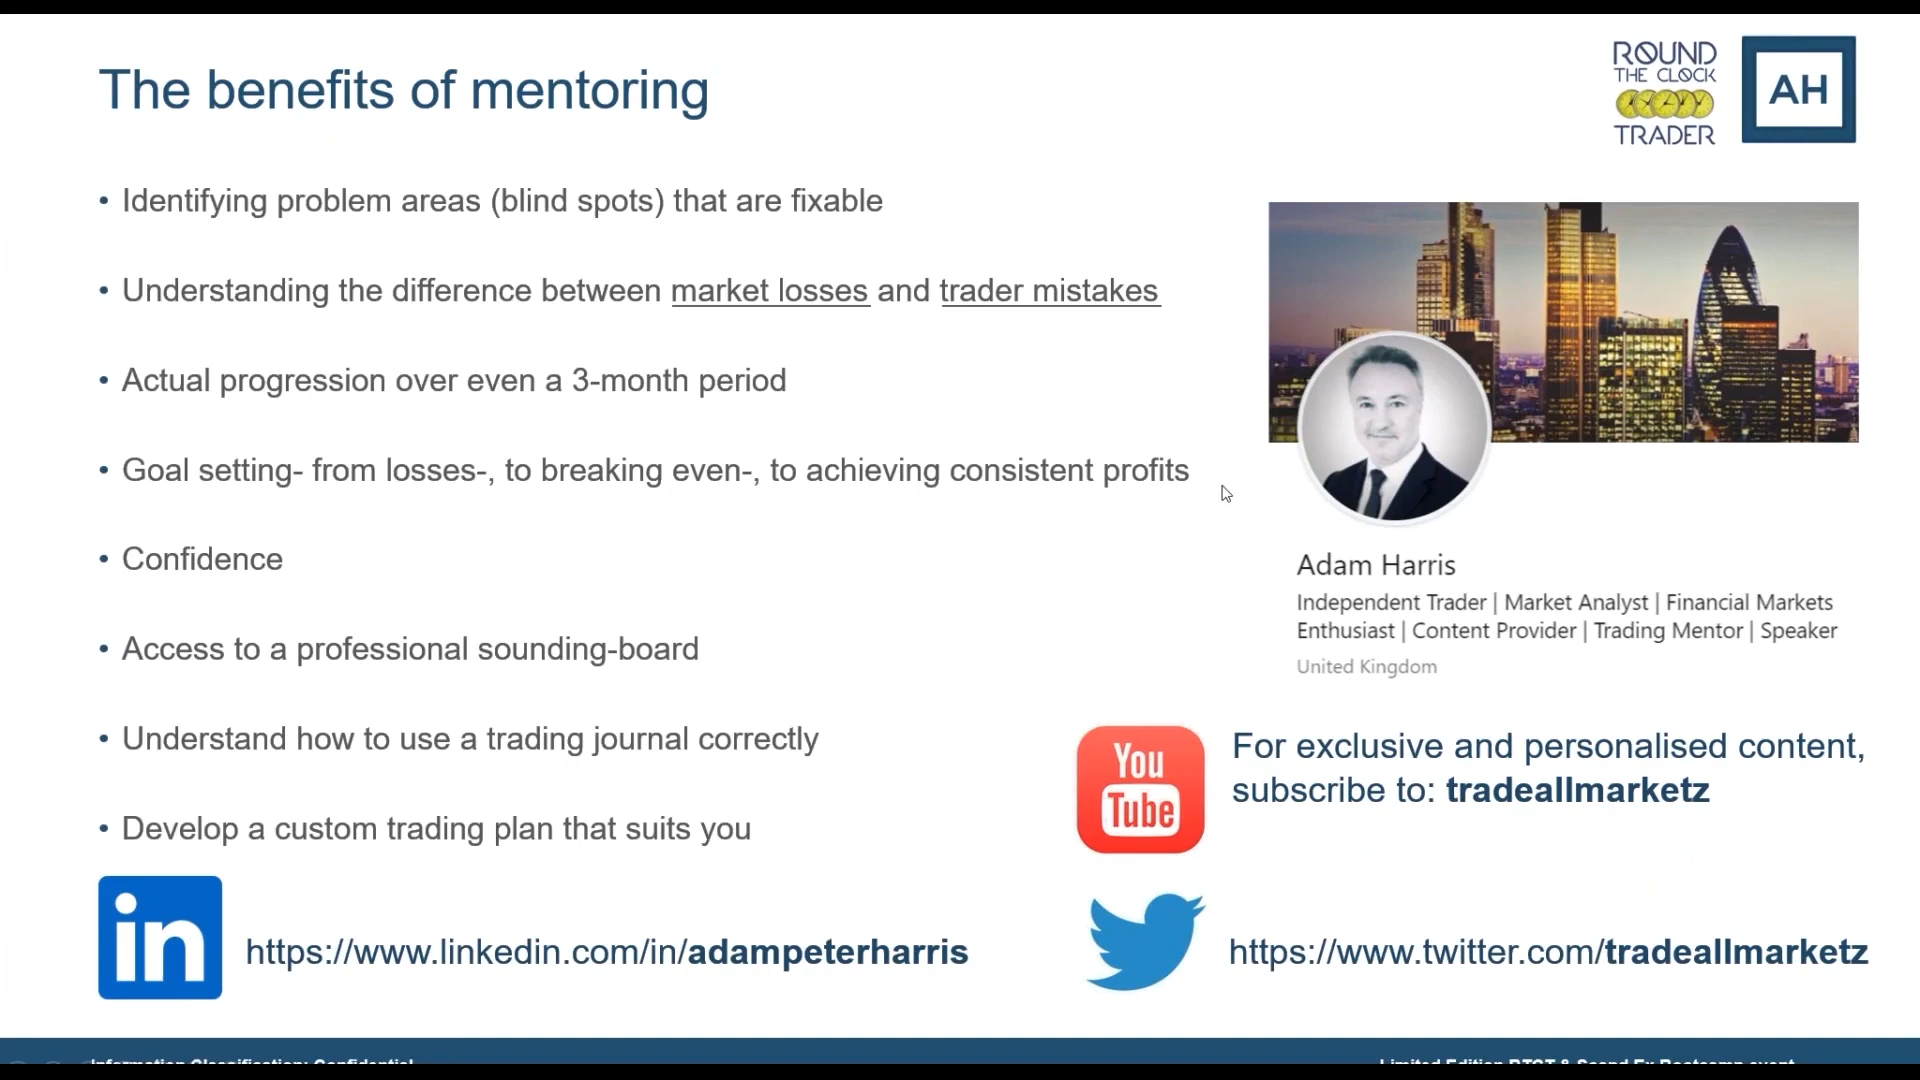 The benefits of mentoring
ROUND
THE CLOCK
TRADER
AH
• Identifying problem areas (blind spots) that are fixable
• Understanding the difference between market losses and trader mistakes
• Actual progression over even a 3-month period
• Goal setting- from losses-, to breaking even-, to achieving consistent profits
• Confidence
• Access to a professional sounding-board
• Understand how to use a trading journal correctly
• Develop a custom trading plan that suits you
Adam Harris
Independent Trader | Market Analyst | Financial Markets
Enthusiast | Content Provider | Trading Mentor | Speaker
United Kingdom
You
Tube
For exclusive and personalised content,
subscribe to: tradeallmarketz
in
https://www.linkedin.com/in/adampeterharris
https://www.twitter.com/tradeallmarketz
Information Classification: Confidential
Limited Edition RTCT & Scand Ex Bootcamp event